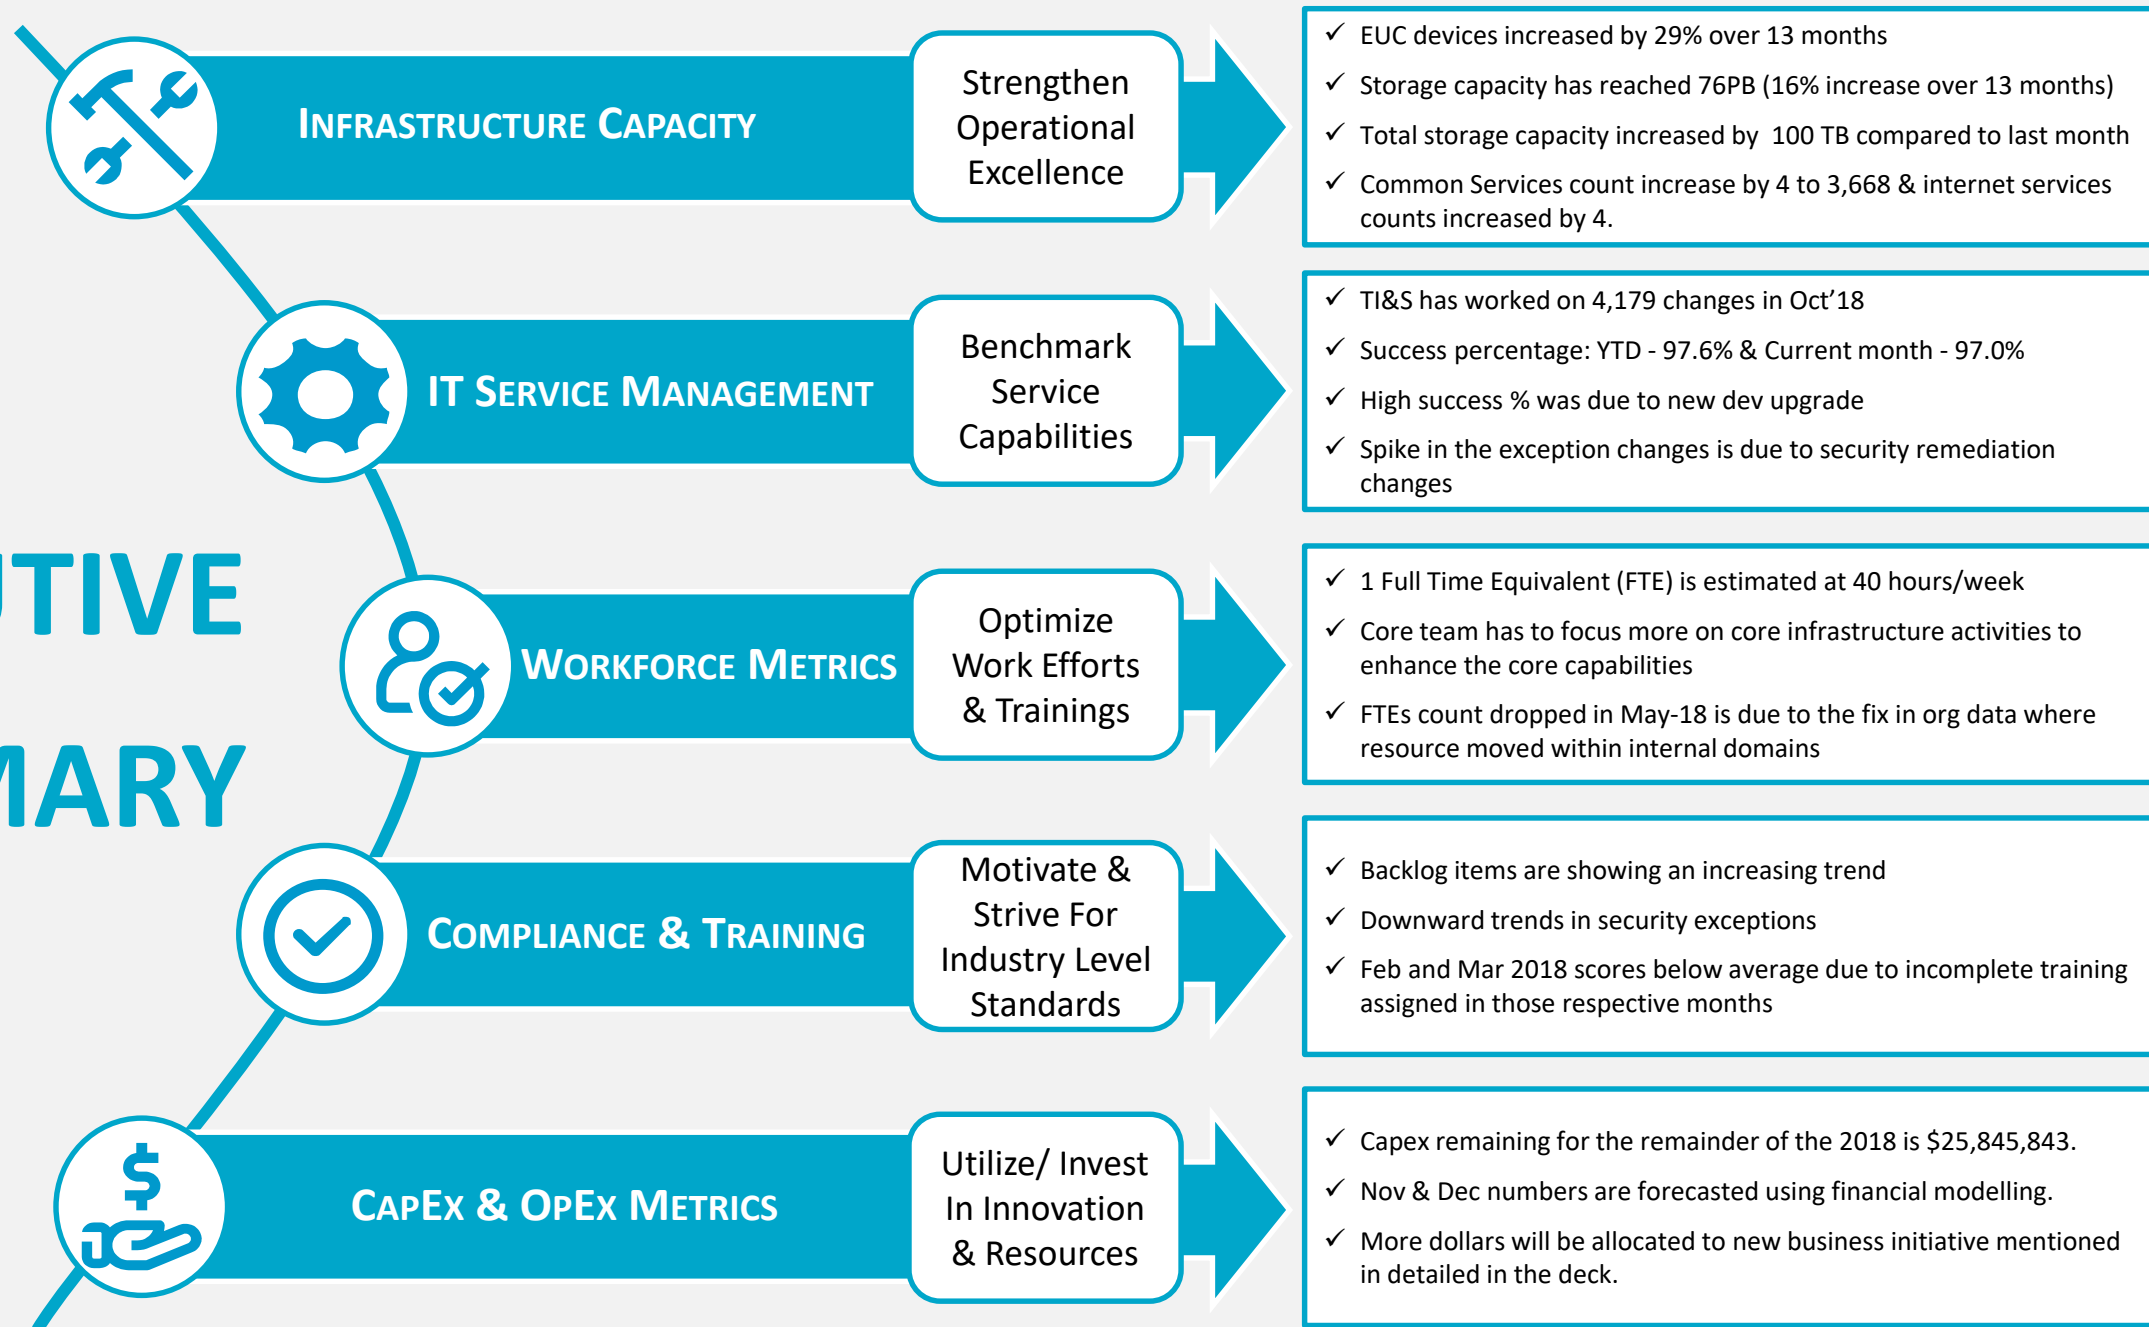 INFRASTRUCTURE CAPACITY
Strengthen
Operational
Excellence
✓ EUC devices increased by 29% over 13 months
✓ Storage capacity has reached 76PB (16% increase over 13 months)
✓ Total storage capacity increased by 100 TB compared to last month
✓ Common Services count increase by 4 to 3,668 & internet services
counts increased by 4.
IT SERVICE MANAGEMENT
Benchmark
Service
Capabilities
✓ TI&S has worked on 4,179 changes in Oct’18
✓ Success percentage: YTD - 97.6% & Current month - 97.0%
✓ High success % was due to new dev upgrade
✓ Spike in the exception changes is due to security remediation
changes
UTIVE
MARY
WORKFORCE METRICS
Optimize
Work Efforts
& Trainings
✓ 1 Full Time Equivalent (FTE) is estimated at 40 hours/week
✓ Core team has to focus more on core infrastructure activities to
enhance the core capabilities
✓ FTEs count dropped in May-18 is due to the fix in org data where
resource moved within internal domains
COMPLIANCE & TRAINING
Motivate &
Strive For
Industry Level
Standards
✓ Backlog items are showing an increasing trend
✓ Downward trends in security exceptions
✓ Feb and Mar 2018 scores below average due to incomplete training
assigned in those respective months
CAPEX & OPEX METRICS
Utilize/ Invest
In Innovation
& Resources
✓ Capex remaining for the remainder of the 2018 is $25,845,843.
✓ Nov & Dec numbers are forecasted using financial modelling.
✓ More dollars will be allocated to new business initiative mentioned
in detailed in the deck.